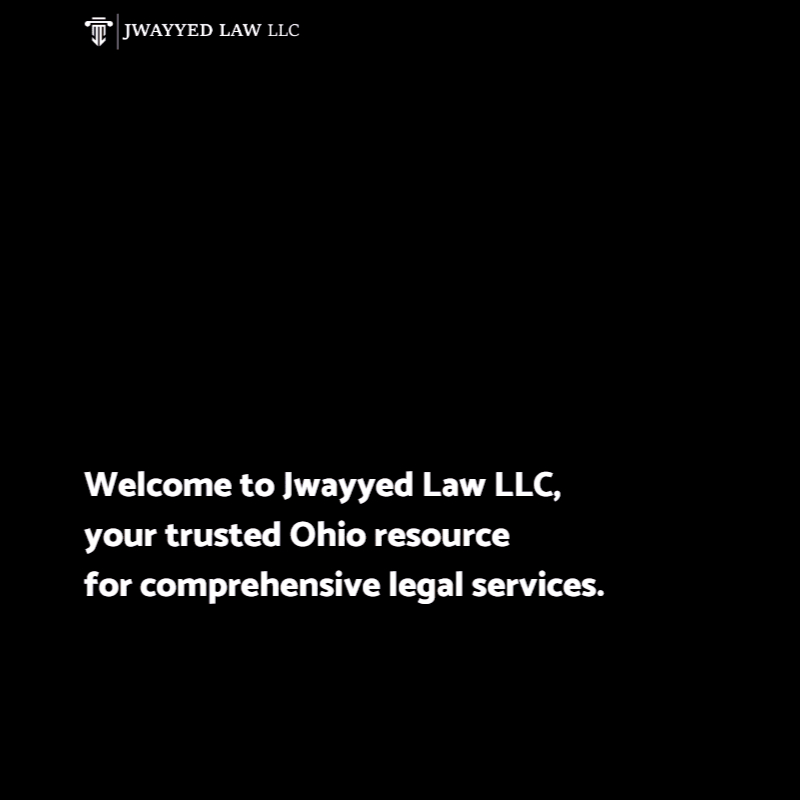 JWAYYED LAW LLC
Welcome to Jwayyed Law LLC,
your trusted Ohio resource
for comprehensive legal services.